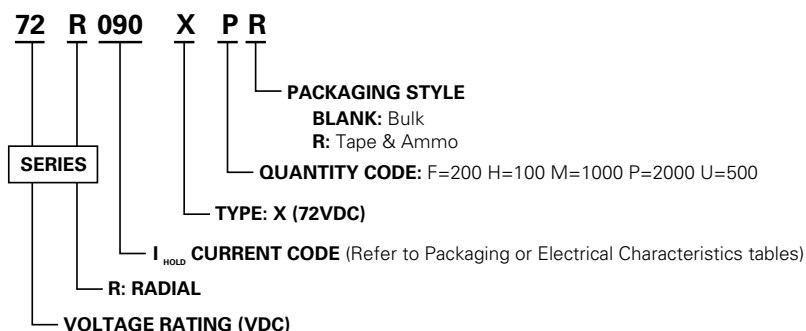 72 R 090 X P R
PACKAGING STYLE
BLANK: Bulk
R: Tape & Ammo
SERIES
QUANTITY CODE: F=200 H=100 M=1000 P=2000 U=500
TYPE: X (72VDC)
I HOLD CURRENT CODE (Refer to Packaging or Electrical Characteristics tables)
R: RADIAL
VOLTAGE RATING (VDC)